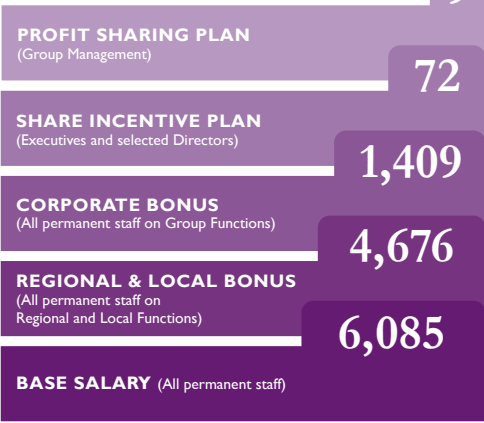 PROFIT SHARING PLAN
(Group Management)
72
SHARE INCENTIVE PLAN
(Executives and selected Directors)
1,409
CORPORATE BONUS
(All permanent staff on Group Functions)
4,676
REGIONAL & LOCAL BONUS
(All permanent staff on
Regional and Local Functions)
6,085
BASE SALARY (All permanent staff)